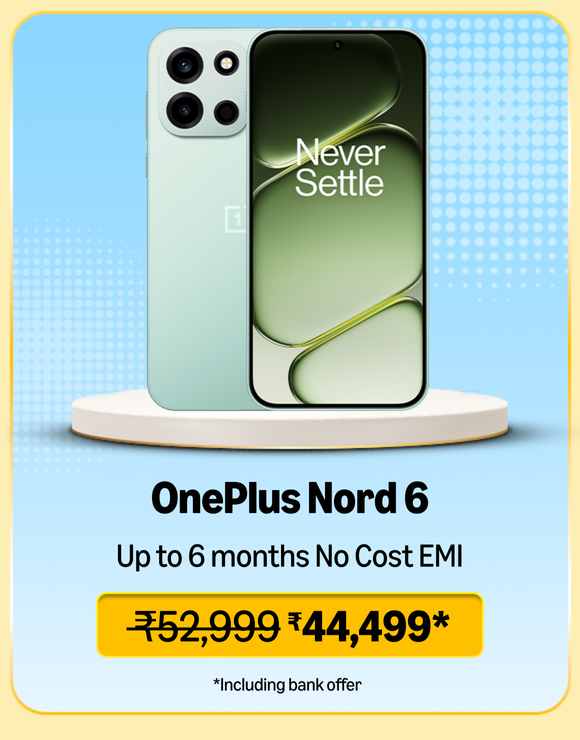 Never
Settle
1
OnePlus Nord 6
Up to 6 months No Cost EMI
₹52,999 ₹44,499*
*Including bank offer